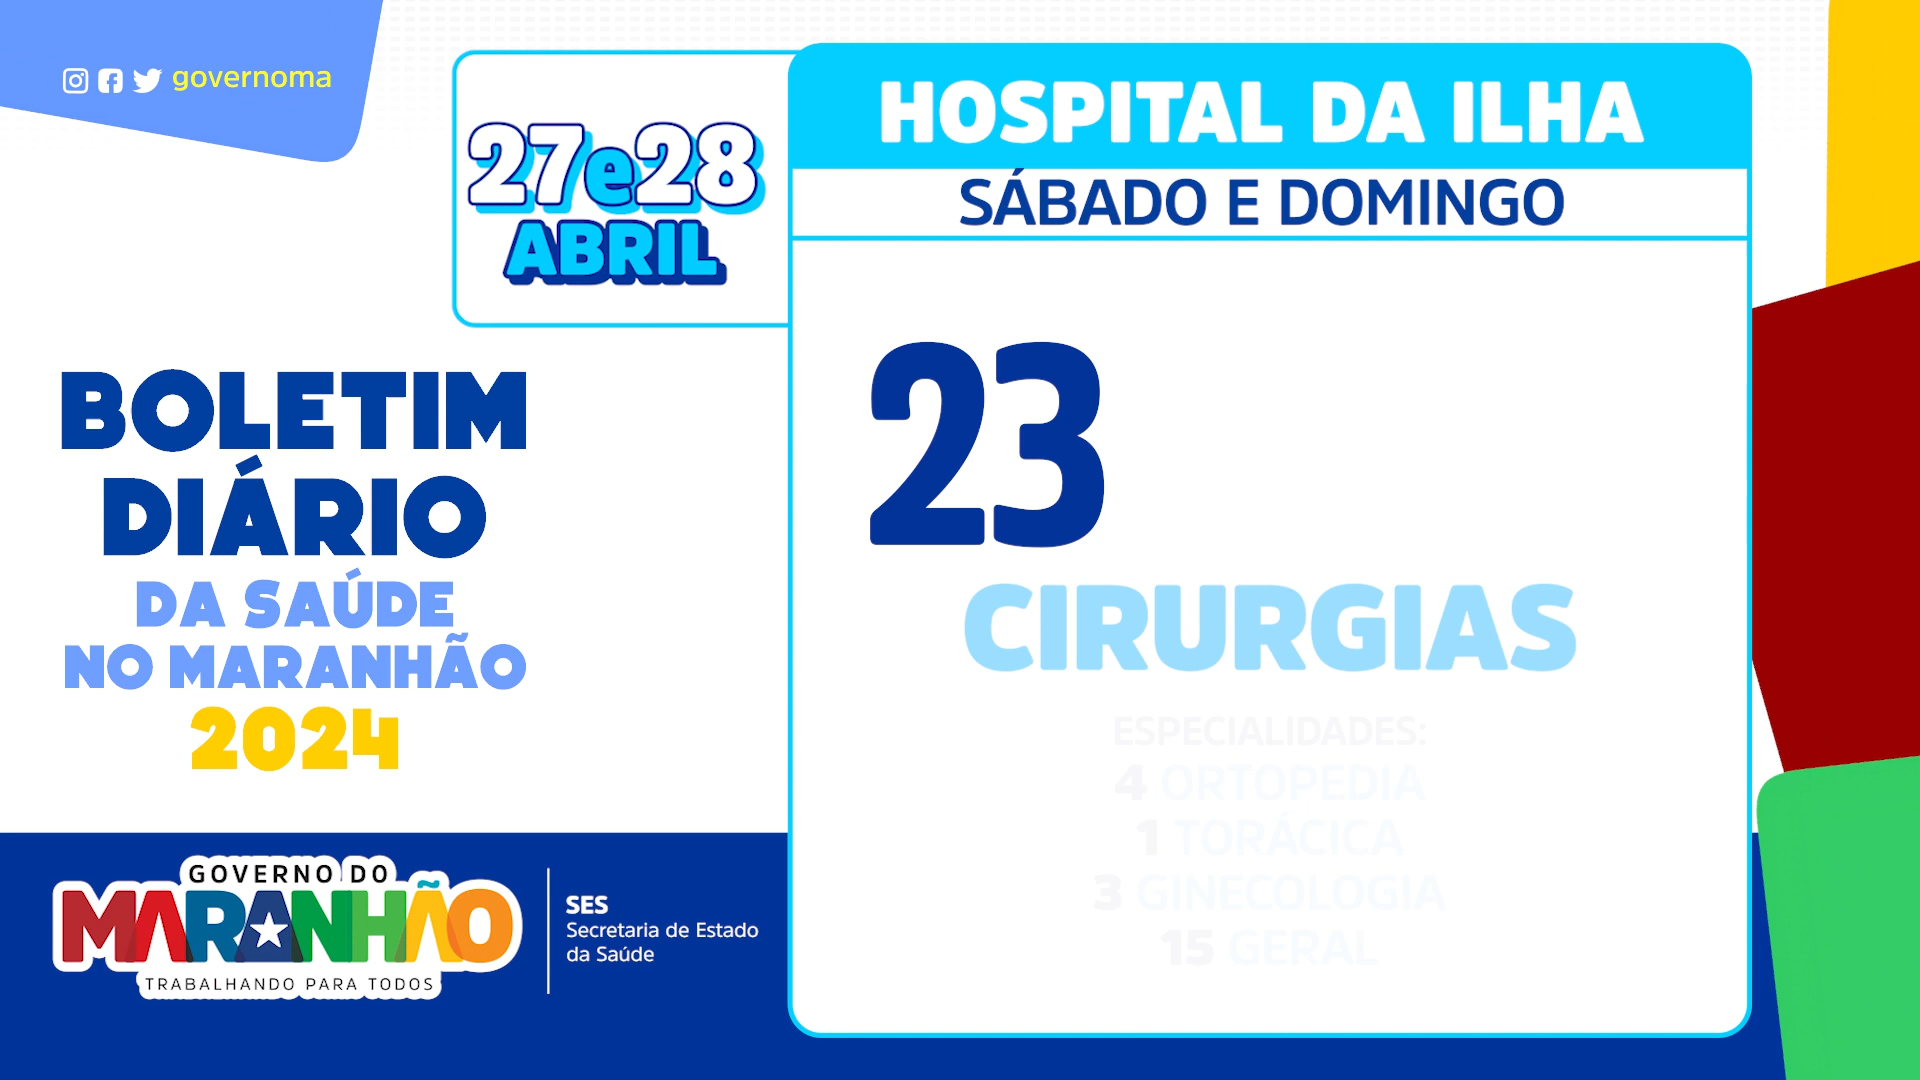 governoma
27e28
ABRIL
HOSPITAL DA ILHA
SÁBADO E DOMINGO
23
CIRURGIAS
ESPECIALIDADES:
4 ORTOPEDIA
1 TORÁCICA
3 GINECOLOGIA
15 GERAL
BOLETIM
DIÁRIO
DA SAÚDE
NO MARANHÃO
2024
GOVERNO DO
MARANHÃO
TRABALHANDO PARA TODOS
SES
Secretaria de Estado
da Saúde